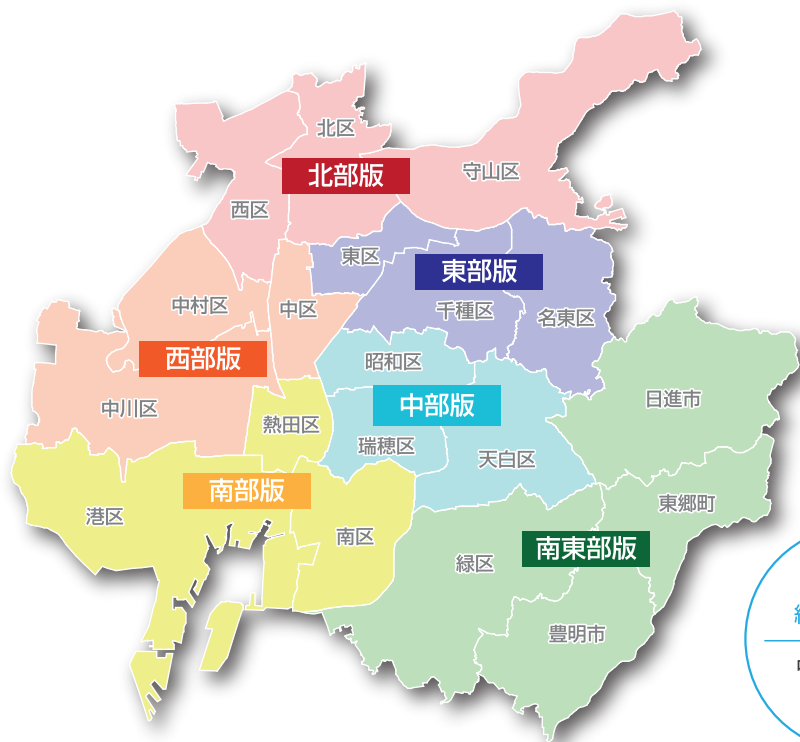 北区
守山区
北部版
西区
東区
東部版
中村区
中区
千種区
名東区
西部版
昭和区
中川区
中部版
日進市
熱田区
瑞穂区
天白区
南部版
東郷町
港区
南区
南東部版
緑区
豊明市